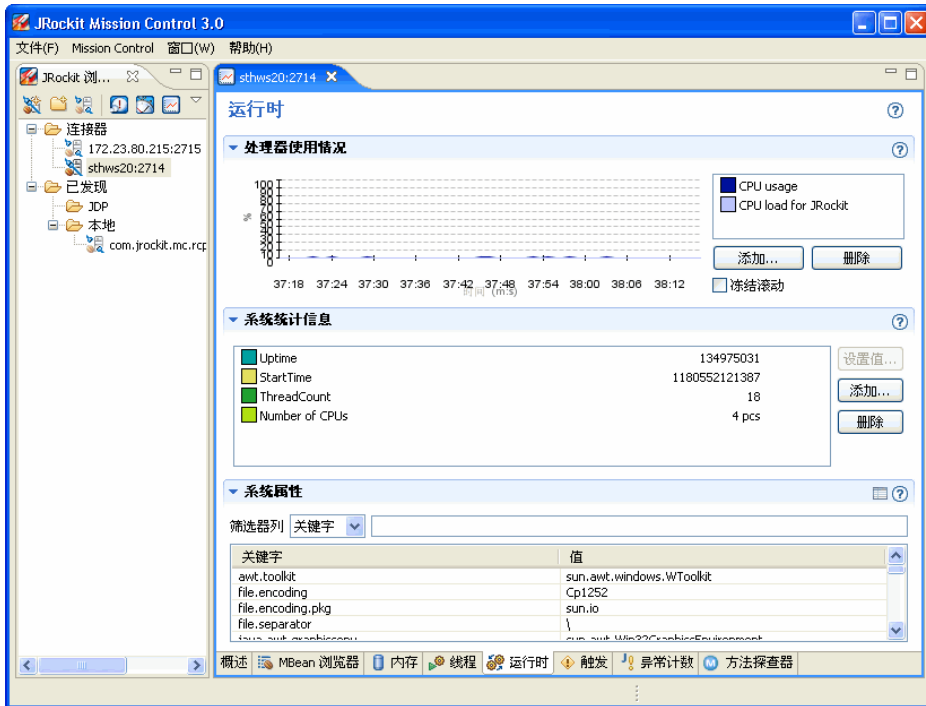 JRockit Mission Control 3.0
文件(F) Mission Control 窗口(W) 帮助(H)
JRockit 浏...
连接器
172.23.80.215:2715
sthws20:2714
已发现
JDP
本地
com.jrockit.mc.rcp
sthws20:2714
运行时
处理器使用情况
100
90
80
70
60
50
40
30
20
10
0
%
37:18 37:24 37:30 37:36 37:42 37:48 37:54 38:00 38:06 38:12
时间 (m:s)
CPU usage
CPU load for JRockit
添加... 删除
冻结滚动
系统统计信息
Uptime 134975031
StartTime 1180552121387
ThreadCount 18
Number of CPUs 4 pcs
设置值...
添加...
删除
系统属性
筛选器列 关键字
关键字 值
awt.toolkit sun.awt.windows.WToolkit
file.encoding Cp1252
file.encoding.pkg sun.io
file.separator \
java.awt.graphicsenv sun.awt.Win32GraphicsEnvironment
概述 MBean 浏览器 内存 线程 运行时 触发 异常计数 方法探查器